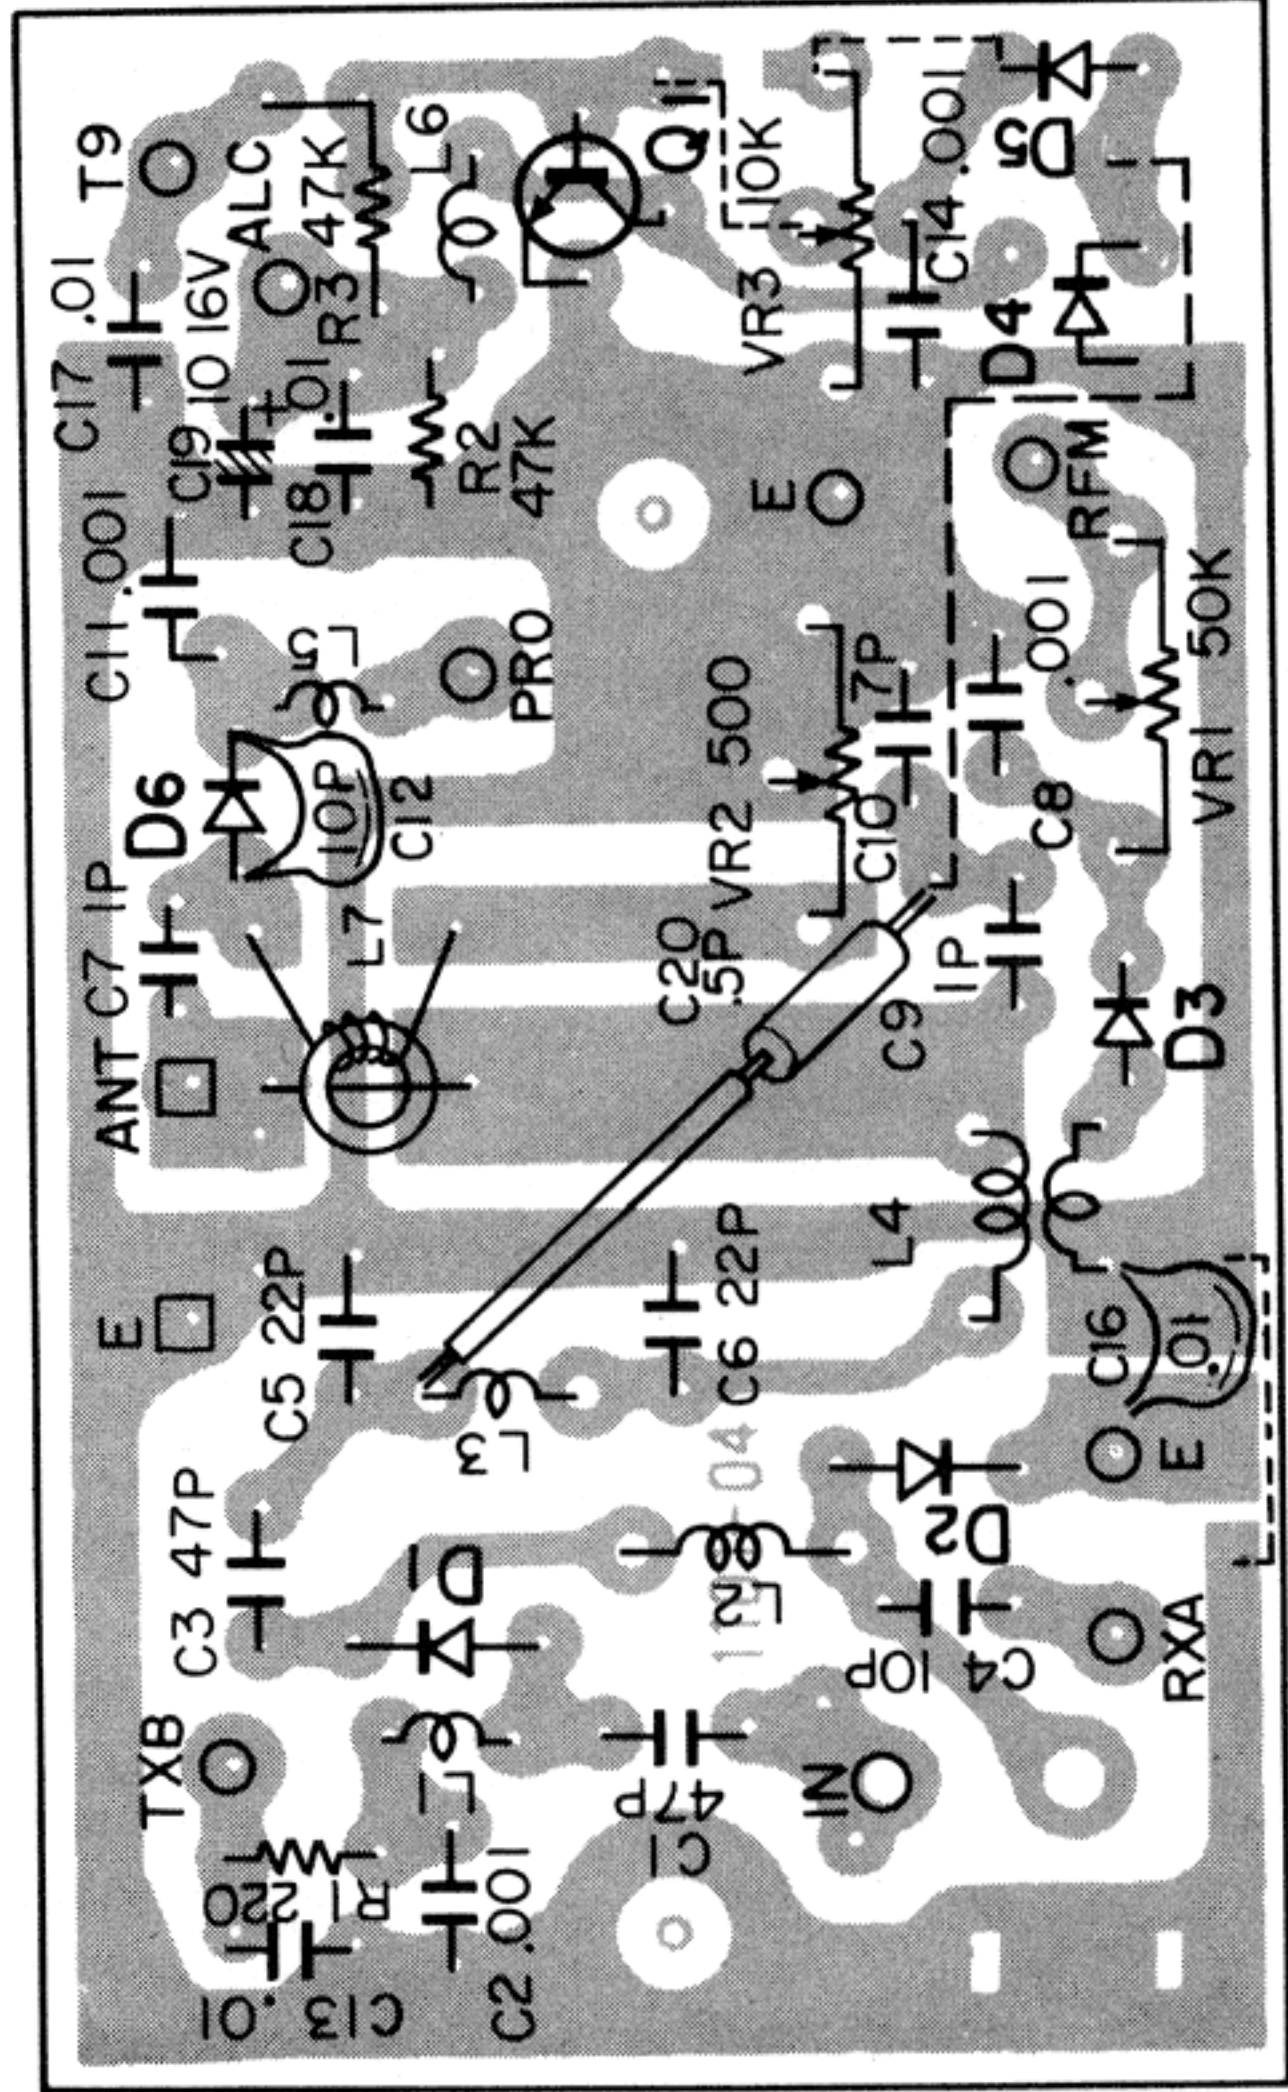 T9
ALC
R3 47K
L6
Q1
10K
VR3
C14 .001
D5
D4
C17 .01
C19 10 16V
+
C18 .01
R2
47K
E
RFM
C11 .001
L5
PRO
D6
10P
C12
VR2 500
C10 7P
C8 .001
VR1 50K
C7 1P
L7
C20
.5P
C9 1P
D3
ANT
E
C5 22P
C6 22P
L4
C16
.01
E
L3
C3 47P
D1
L2
D2
C4 10P
RXA
TXB
L1
C1
47P
IN
R1
220
C2 .001
C13 .01